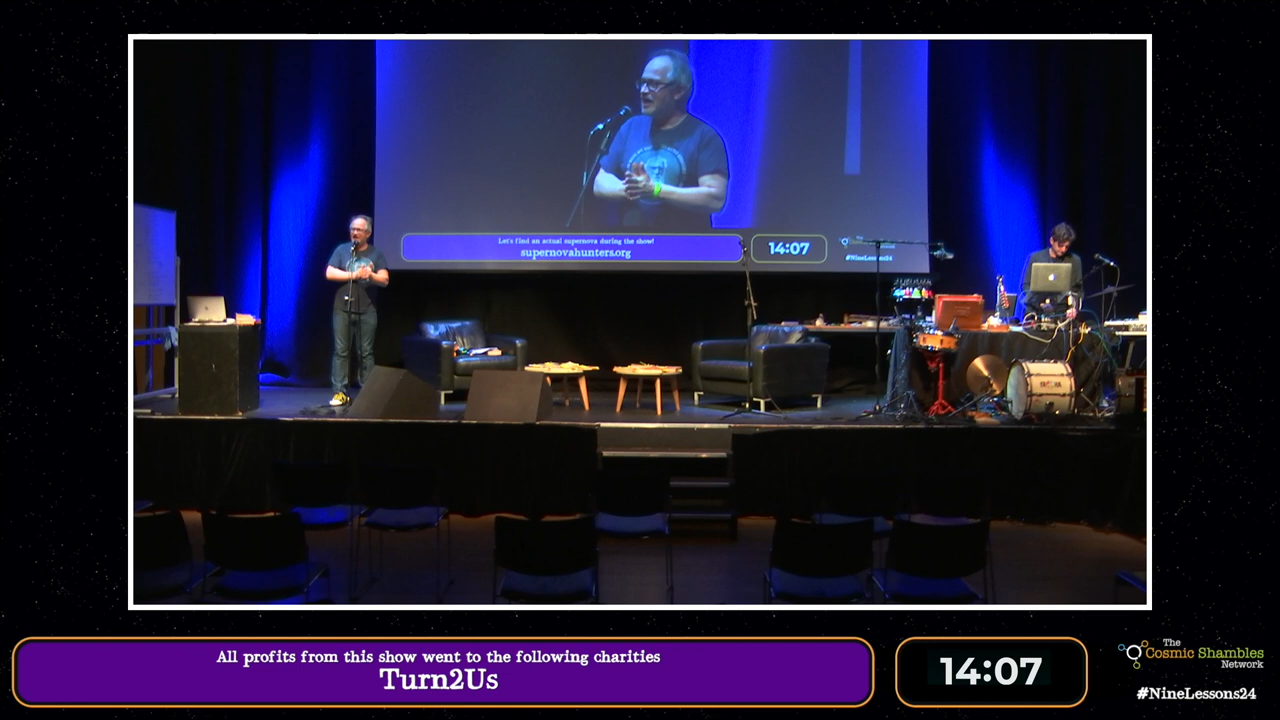 Let's find an actual supernova during the show!
supernovahunters.org
14:07
#NineLessons24
All profits from this show went to the following charities
Turn2Us
14:07
The
Cosmic Shambles
Network
#NineLessons24